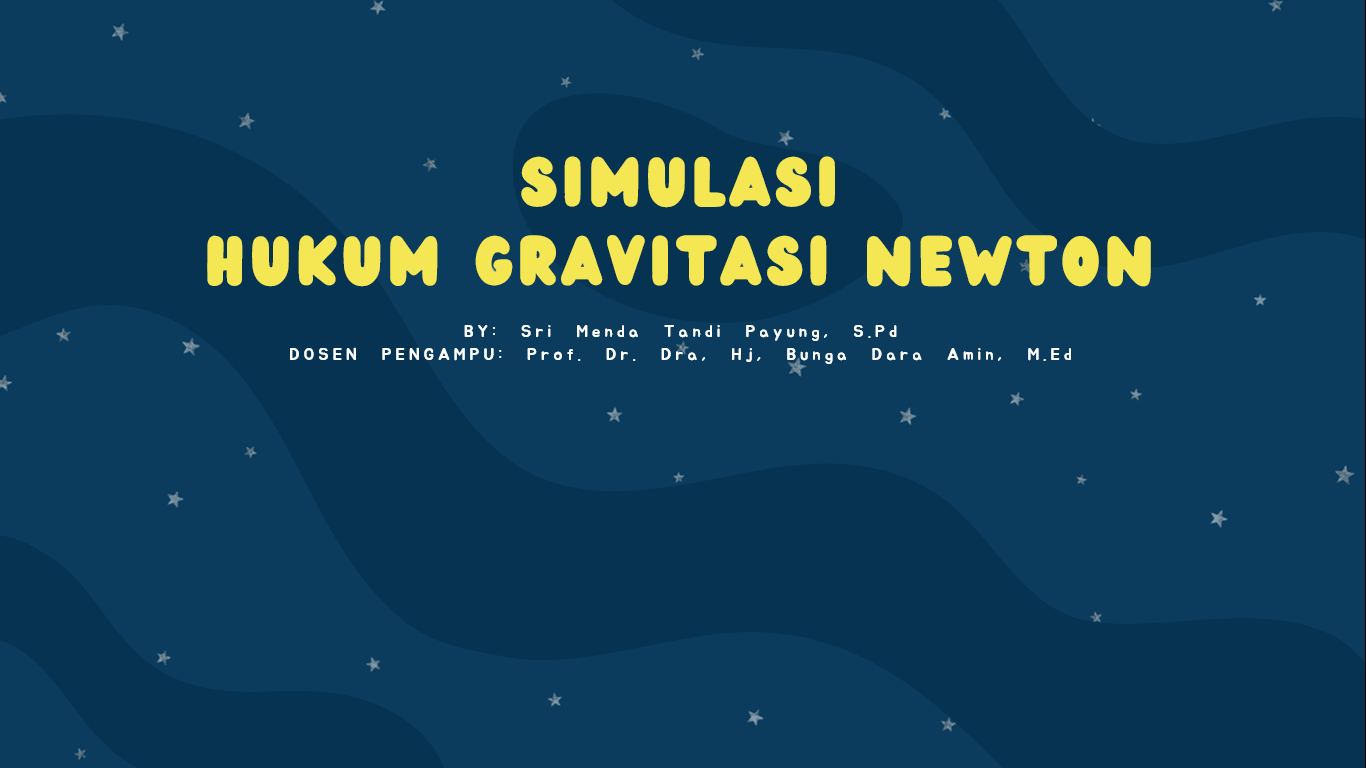 SIMULASI
HUKUM GRAVITASI NEWTON
BY: Sri Menda Tandi Payung, S.Pd
DOSEN PENGAMPU: Prof. Dr. Dra, Hj, Bunga Dara Amin, M.Ed